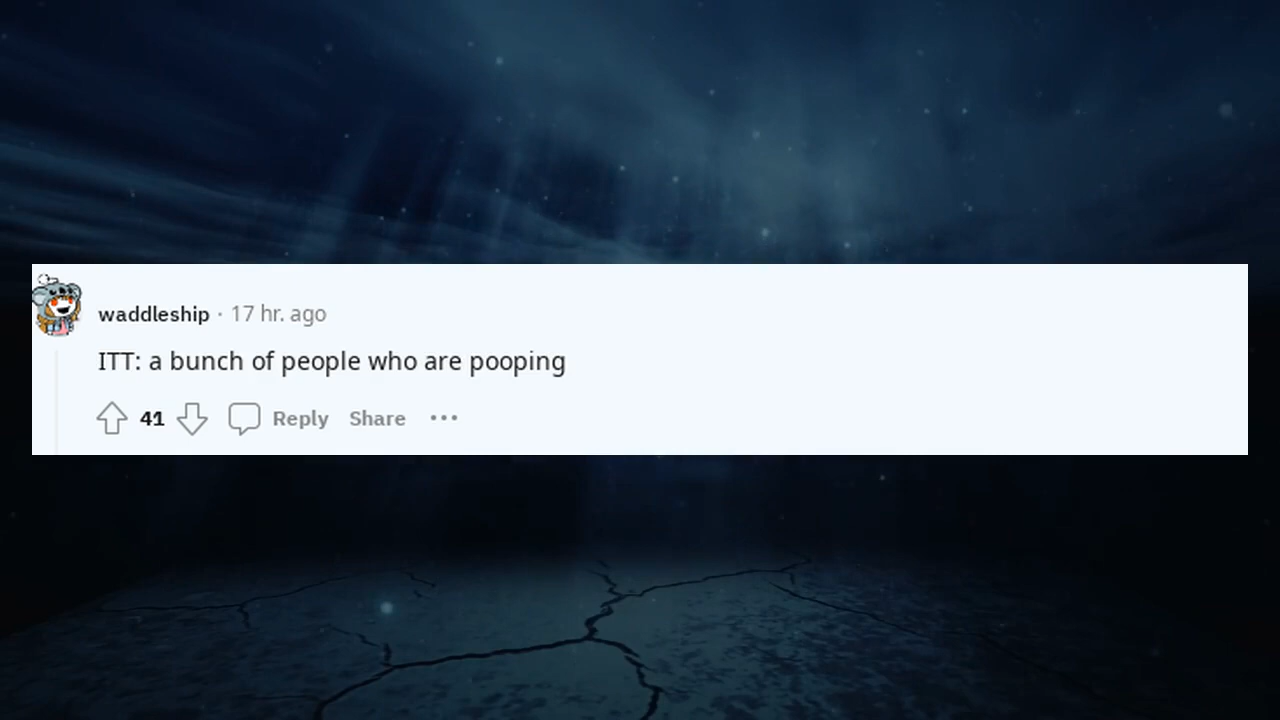 waddleship · 17 hr. ago
ITT: a bunch of people who are pooping
41 Reply Share ···